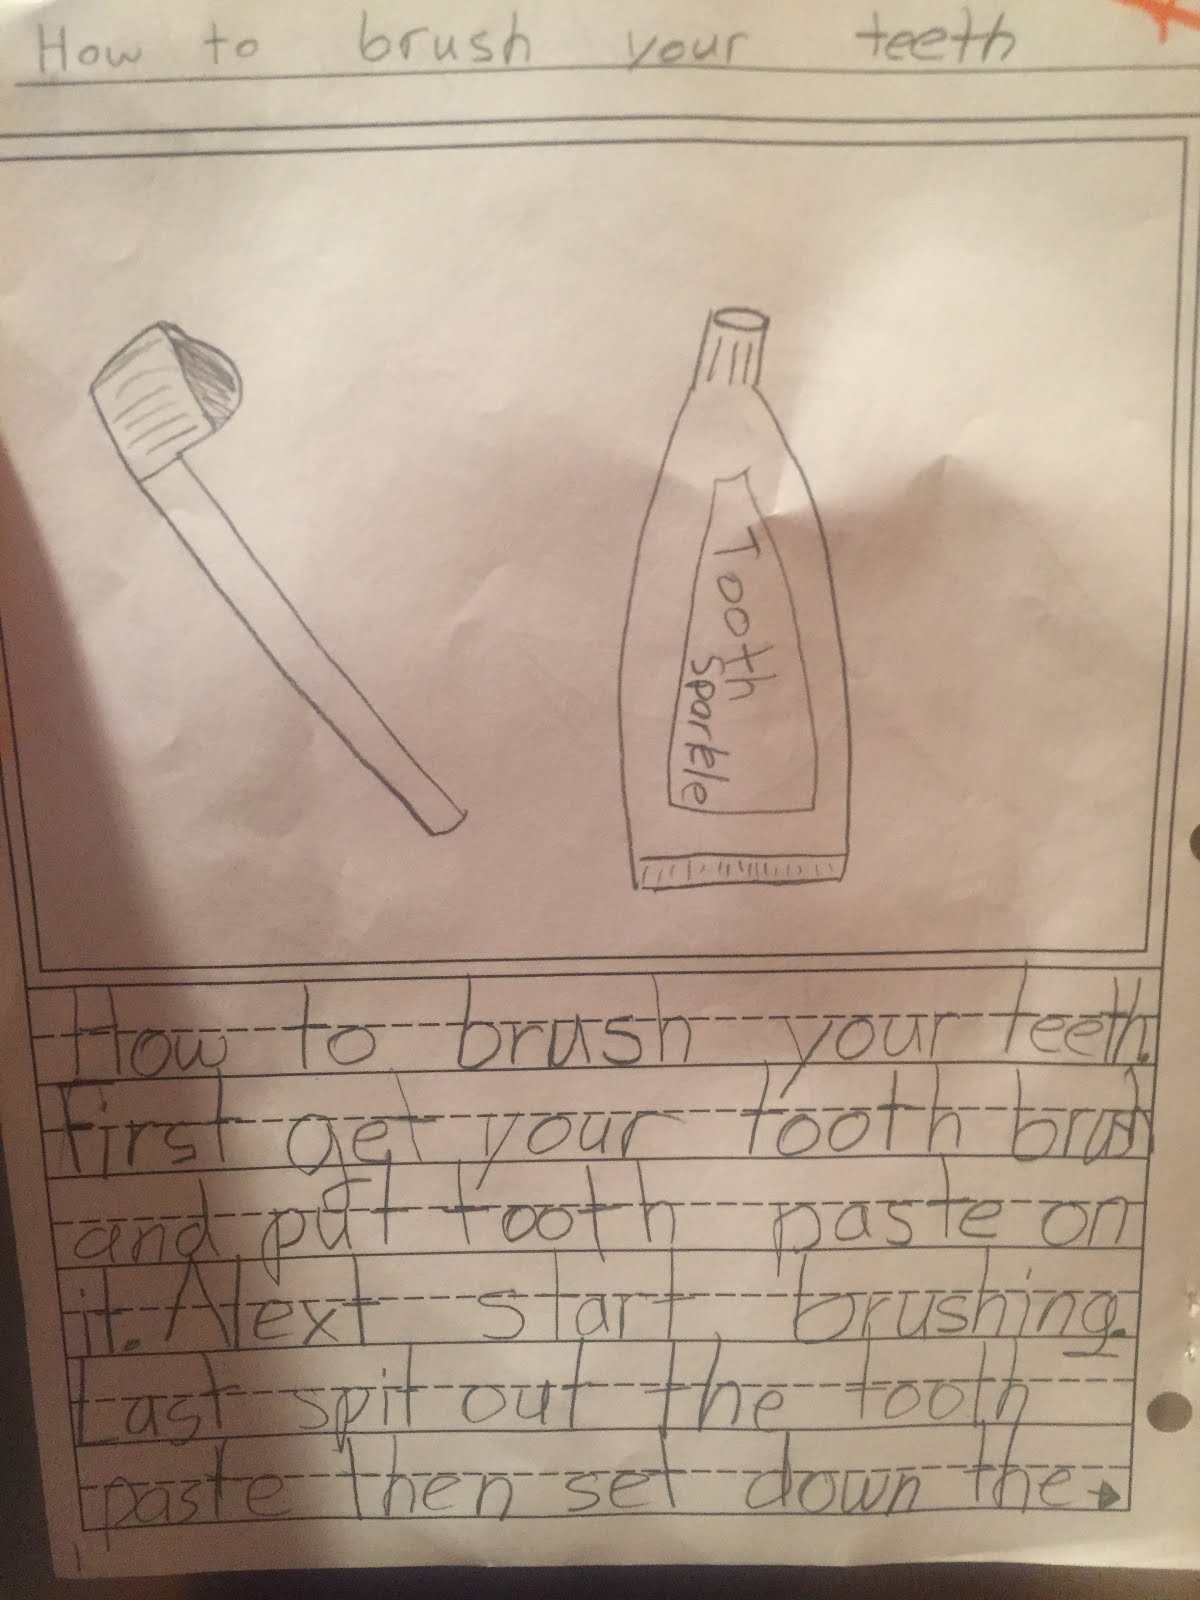 How to brush your teeth
Tooth
sparkle
How to brush your teeth.
First get your tooth brush
and put tooth paste on
it. Next start brushing.
Last spit out the tooth
paste then set down the →